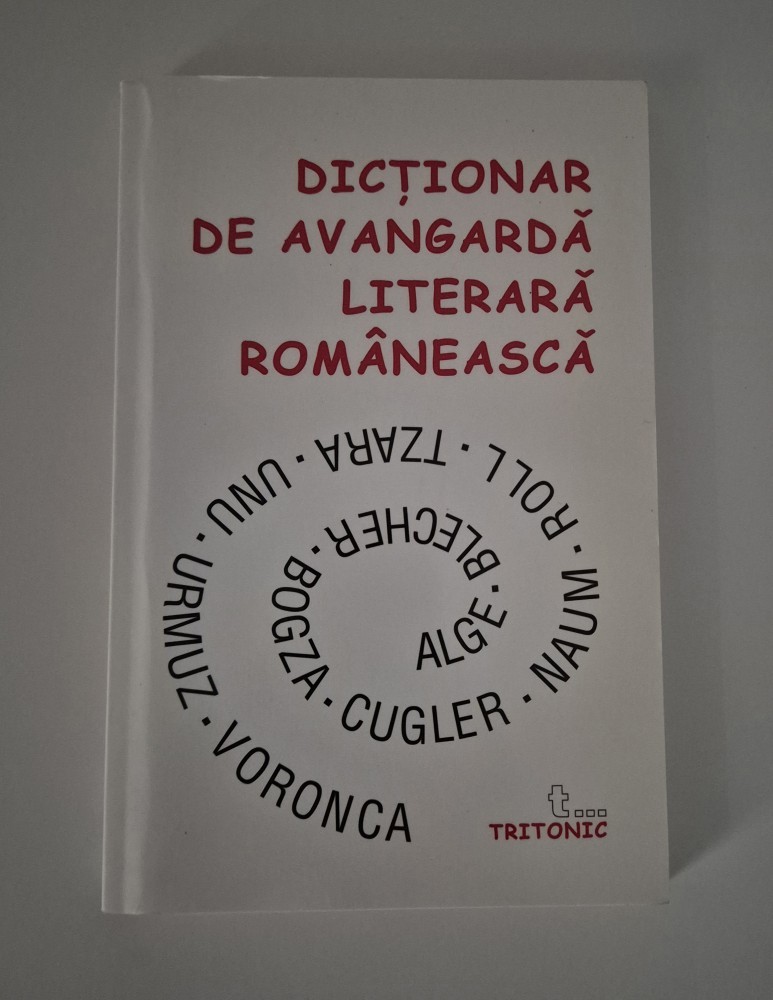 DICȚIONAR
DE AVANGARDĂ
LITERARĂ
ROMÂNEASCĂ
ALGE · BLECHER · BOGZA · CUGLER · NAUM · ROLL · TZARA · UNU · URMUZ · VORONCA
t...
TRITONIC